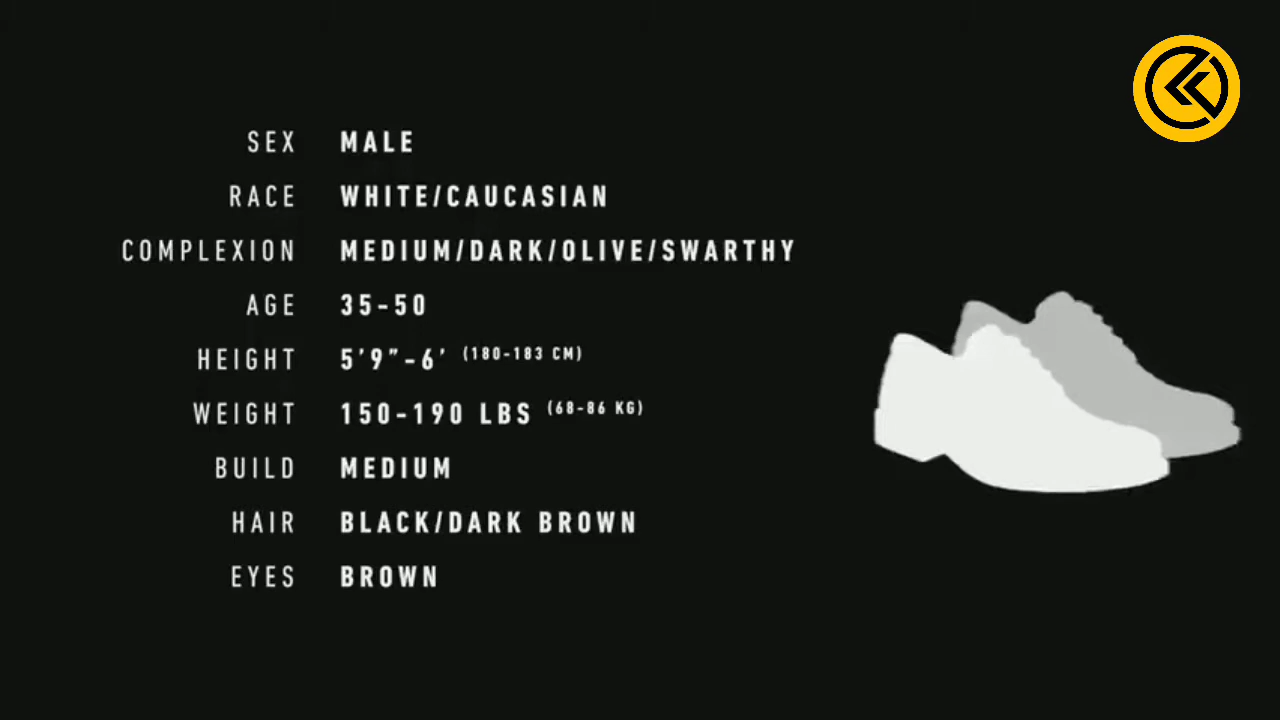 SEX MALE
RACE WHITE/CAUCASIAN
COMPLEXION MEDIUM/DARK/OLIVE/SWARTHY
AGE 35-50
HEIGHT 5'9"-6' (180-183 CM)
WEIGHT 150-190 LBS (68-86 KG)
BUILD MEDIUM
HAIR BLACK/DARK BROWN
EYES BROWN